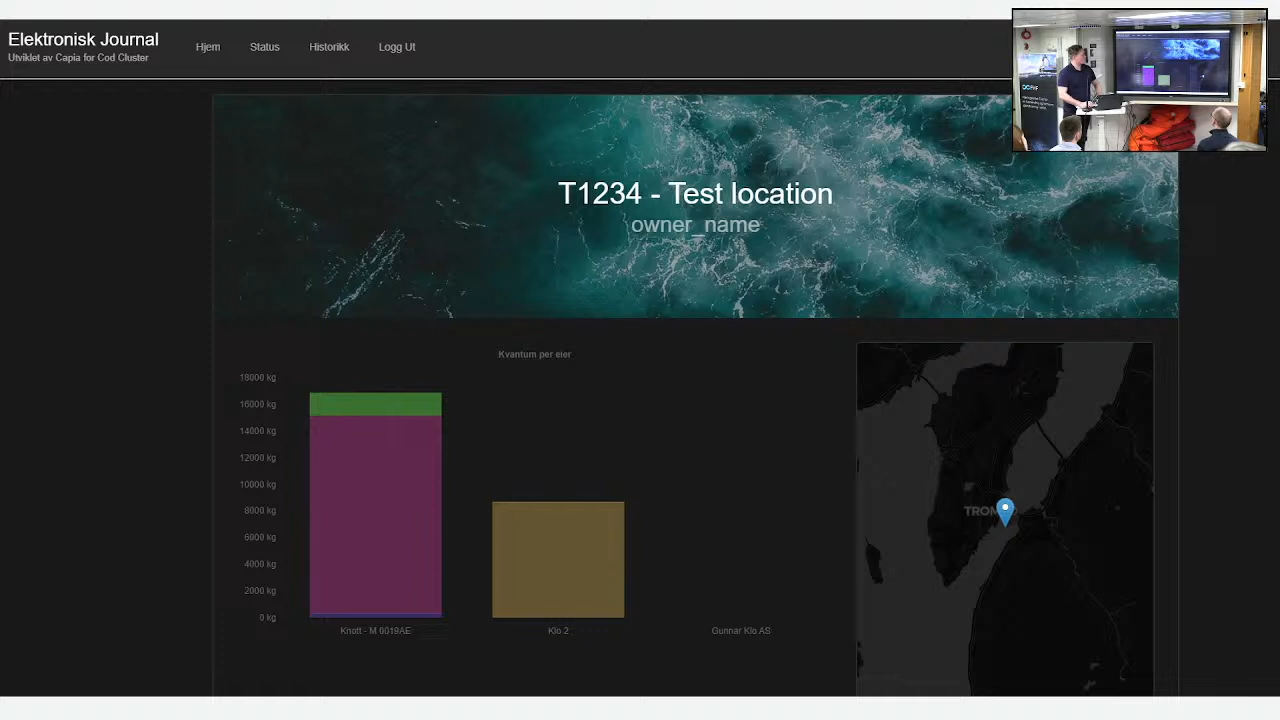 Elektronisk Journal
Utviklet av Capia for Cod Cluster
Hjem Status Historikk Logg Ut
T1234 - Test location
owner_name
Kvantum per eier
18000 kg
16000 kg
14000 kg
12000 kg
10000 kg
8000 kg
6000 kg
4000 kg
2000 kg
0 kg
Knott - M 0019AE Klo 2 Gunnar Klo AS